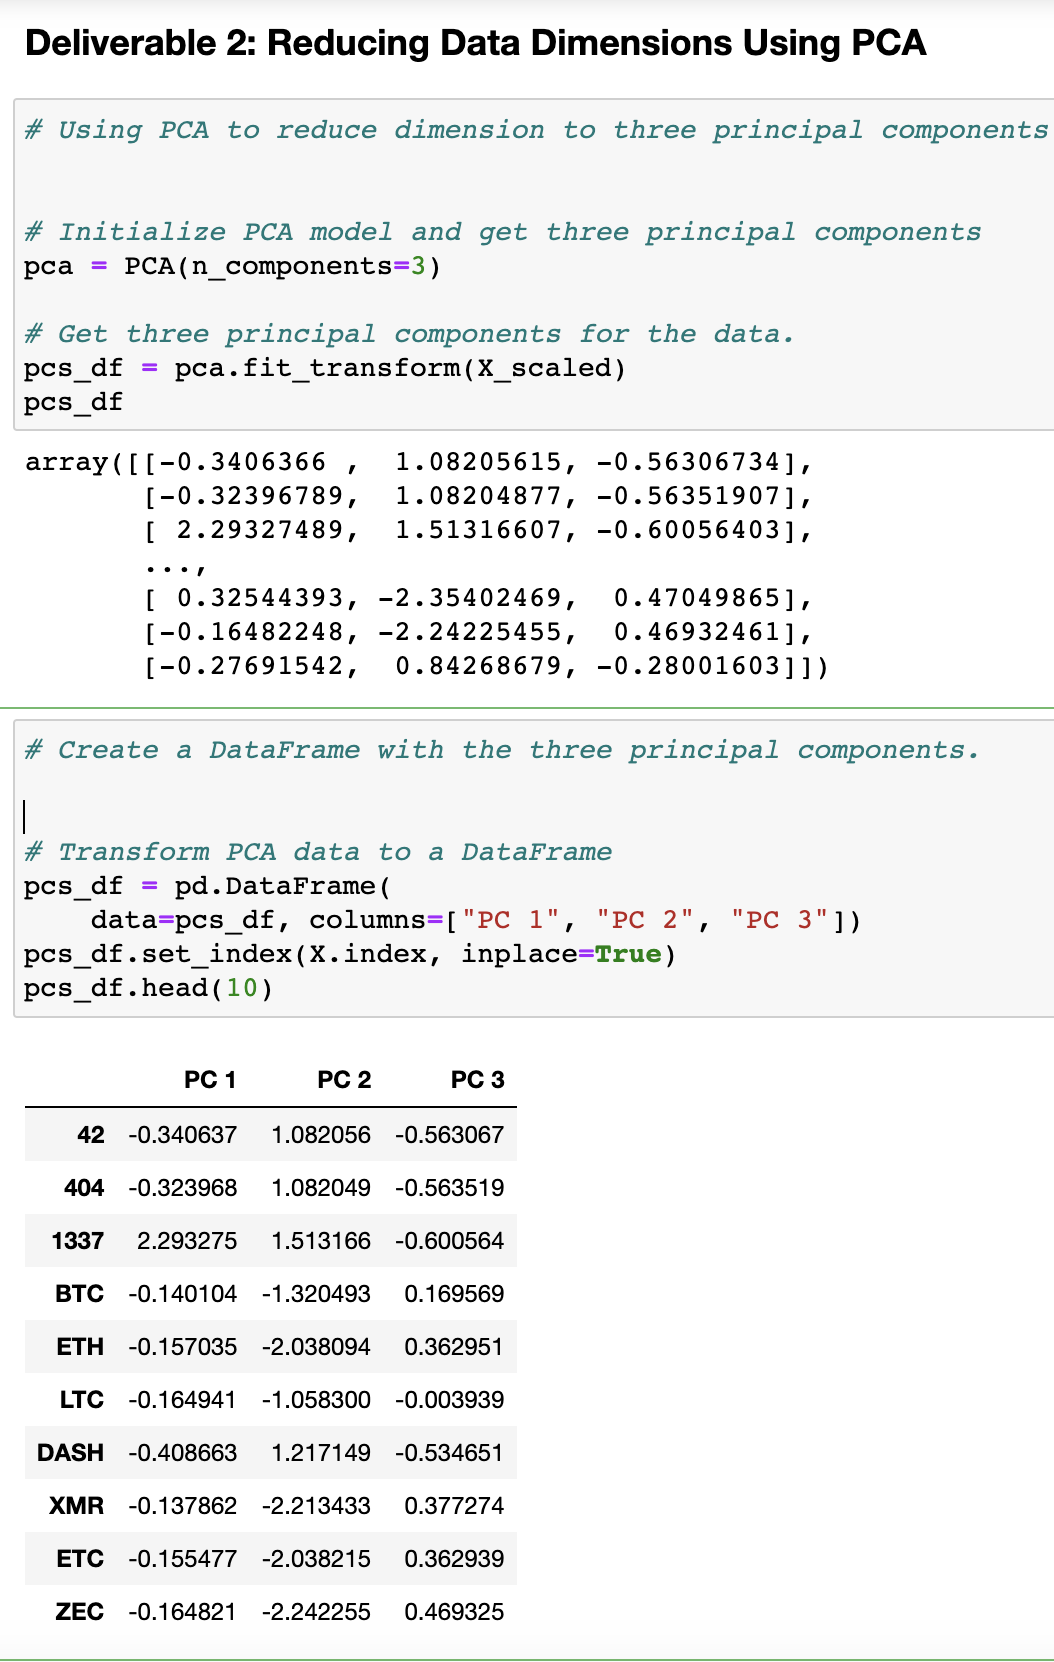 Deliverable 2: Reducing Data Dimensions Using PCA
# Using PCA to reduce dimension to three principal components
# Initialize PCA model and get three principal components
pca = PCA(n_components=3)
# Get three principal components for the data.
pcs_df = pca.fit_transform(X_scaled)
pcs_df
array([[-0.3406366 ,  1.08205615, -0.56306734],
       [-0.32396789,  1.08204877, -0.56351907],
       [ 2.29327489,  1.51316607, -0.60056403],
       ...,
       [ 0.32544393, -2.35402469,  0.47049865],
       [-0.16482248, -2.24225455,  0.46932461],
       [-0.27691542,  0.84268679, -0.28001603]])
# Create a DataFrame with the three principal components.
# Transform PCA data to a DataFrame
pcs_df = pd.DataFrame(
    data=pcs_df, columns=["PC 1", "PC 2", "PC 3"])
pcs_df.set_index(X.index, inplace=True)
pcs_df.head(10)
PC 1 PC 2 PC 3
42 -0.340637 1.082056 -0.563067
404 -0.323968 1.082049 -0.563519
1337 2.293275 1.513166 -0.600564
BTC -0.140104 -1.320493 0.169569
ETH -0.157035 -2.038094 0.362951
LTC -0.164941 -1.058300 -0.003939
DASH -0.408663 1.217149 -0.534651
XMR -0.137862 -2.213433 0.377274
ETC -0.155477 -2.038215 0.362939
ZEC -0.164821 -2.242255 0.469325